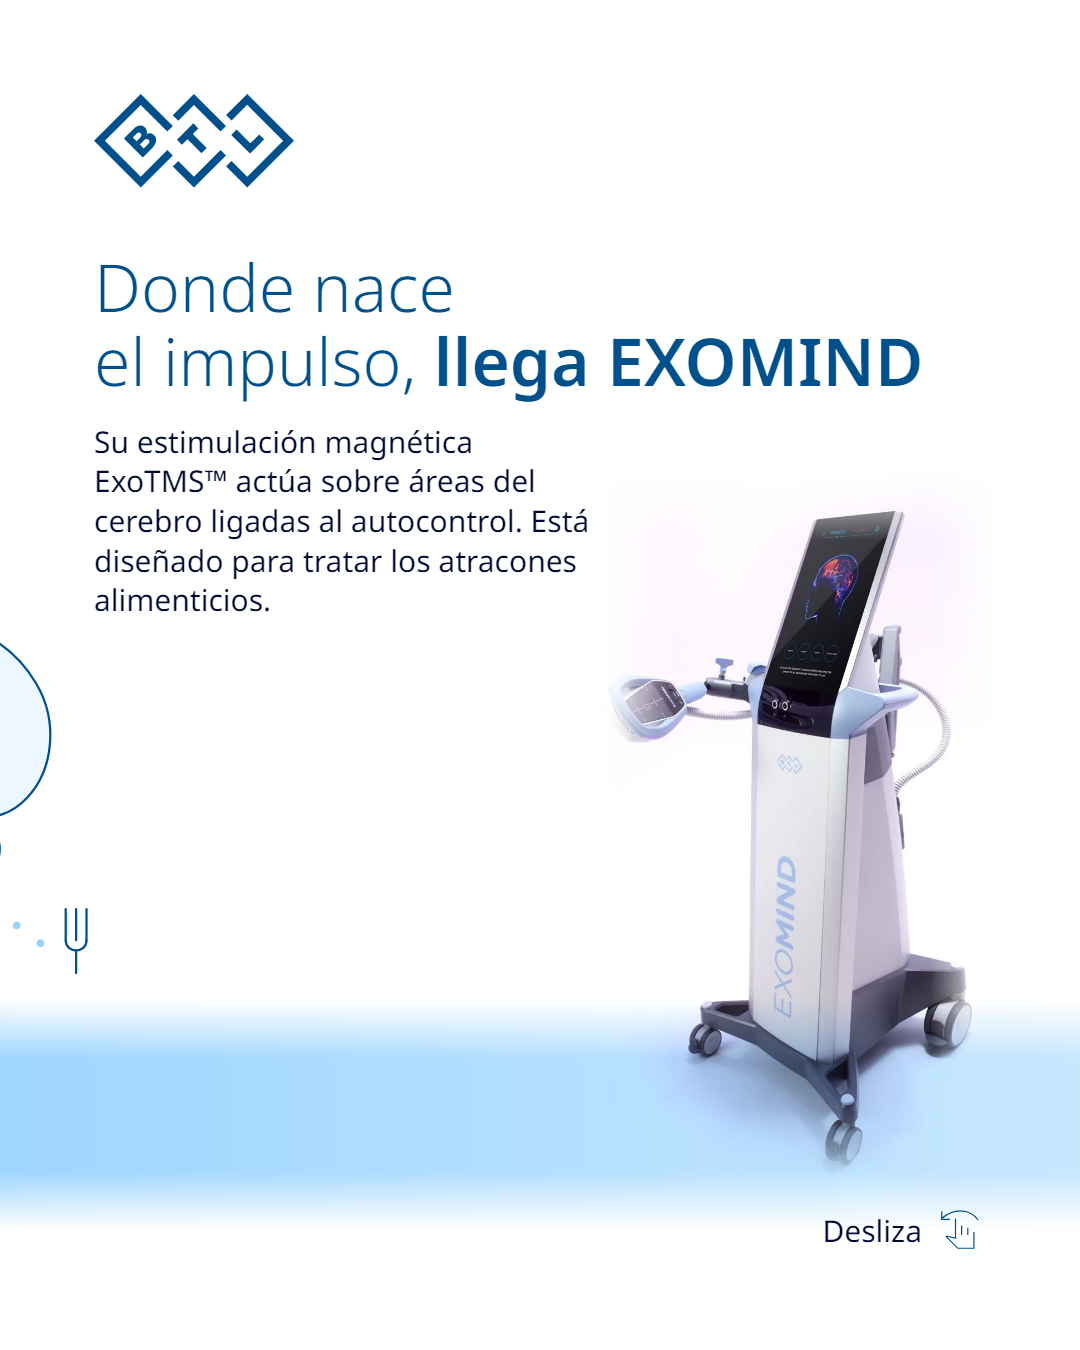 BTL
Donde nace
el impulso, llega EXOMIND
Su estimulación magnética
ExoTMS™ actúa sobre áreas del
cerebro ligadas al autocontrol. Está
diseñado para tratar los atracones
alimenticios.
BTL
EXOMIND
Desliza